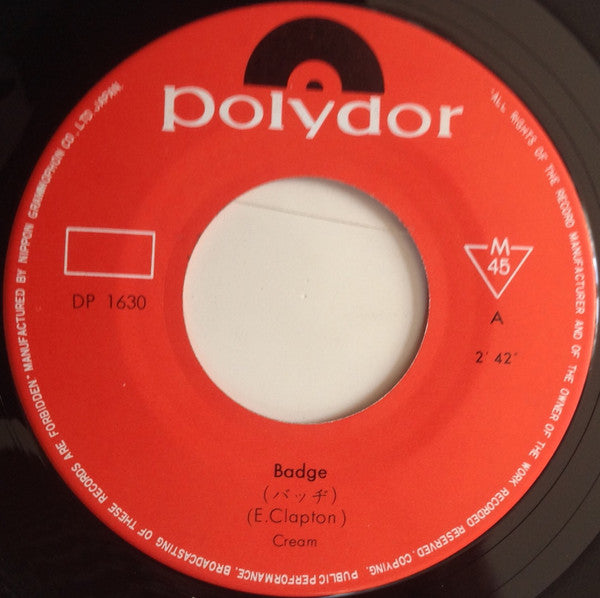 polydor
DP 1630
M
45
A
2' 42"
Badge
(バッヂ)
(E.Clapton)
Cream
"ALL RIGHTS OF THE RECORD MANUFACTURER AND OF THE OWNER OF THE WORK RECORDED RESERVED. COPYING, PUBLIC PERFORMANCE, BROADCASTING OF THESE RECORDS ARE FORBIDDEN" MANUFACTURED BY NIPPON GRAMMOPHON CO., LTD. JAPAN.